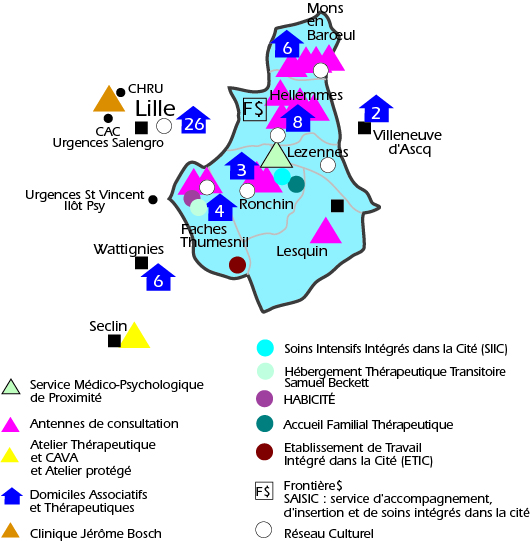 Mons
en
Barœul
6
CHRU
Lille
Hellemmes
F$
2
CAC
26
8
Urgences Salengro
Villeneuve
d'Ascq
Lezennes
3
Urgences St Vincent
Ilôt Psy
Ronchin
4
Faches
Thumesnil
Wattignies
Lesquin
6
Seclin
Service Médico-Psychologique
de Proximité
Antennes de consultation
Atelier Thérapeutique
et CAVA
et Atelier protégé
Domiciles Associatifs
et Thérapeutiques
Clinique Jérôme Bosch
Soins Intensifs Intégrés dans la Cité (SIIC)
Hébergement Thérapeutique Transitoire
Samuel Beckett
HABICITÉ
Accueil Familial Thérapeutique
Etablissement de Travail
Intégré dans la Cité (ETIC)
F$ Frontière$
SAISIC : service d'accompagnement,
d'insertion et de soins intégrés dans la cité
Réseau Culturel